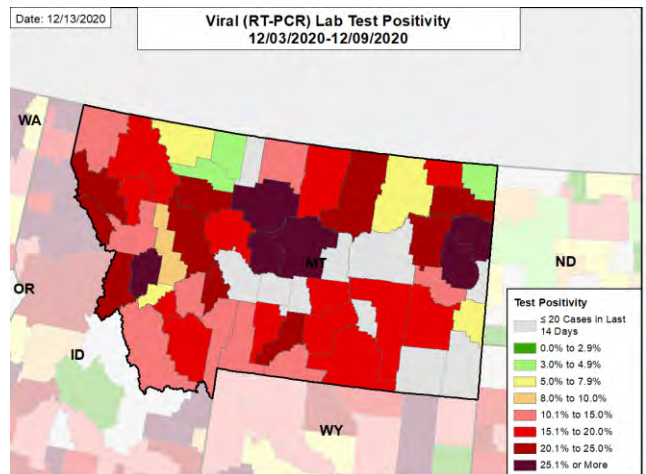 Date: 12/13/2020
Viral (RT-PCR) Lab Test Positivity
12/03/2020-12/09/2020
WA
MT
ND
OR
ID
WY
Test Positivity
≤ 20 Cases in Last
14 Days
0.0% to 2.9%
3.0% to 4.9%
5.0% to 7.9%
8.0% to 10.0%
10.1% to 15.0%
15.1% to 20.0%
20.1% to 25.0%
25.1% or More